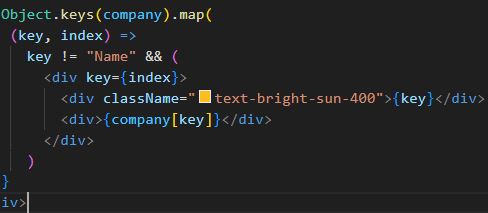 Object.keys(company).map(
(key, index) =>
key != "Name" && (
<div key={index}>
<div className="text-bright-sun-400">{key}</div>
<div>{company[key]}</div>
</div>
)
}
iv>